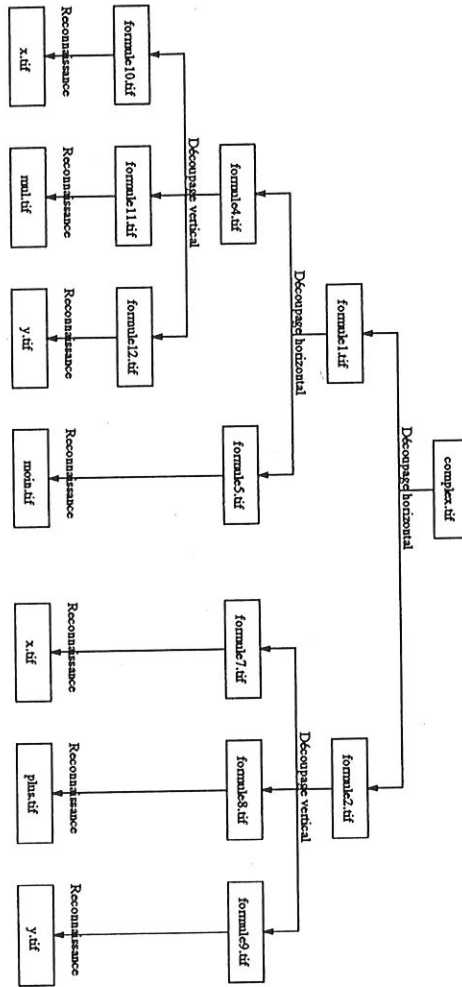 complex.tif
Découpage horizontal
formule1.tif
formule2.tif
Découpage horizontal
Découpage vertical
formule4.tif
formule5.tif
formule7.tif
formule8.tif
formule9.tif
Découpage vertical
formule10.tif
formule11.tif
formule12.tif
Reconnaissance
Reconnaissance
Reconnaissance
Reconnaissance
Reconnaissance
Reconnaissance
Reconnaissance
x.tif
mul.tif
y.tif
moin.tif
x.tif
plus.tif
y.tif